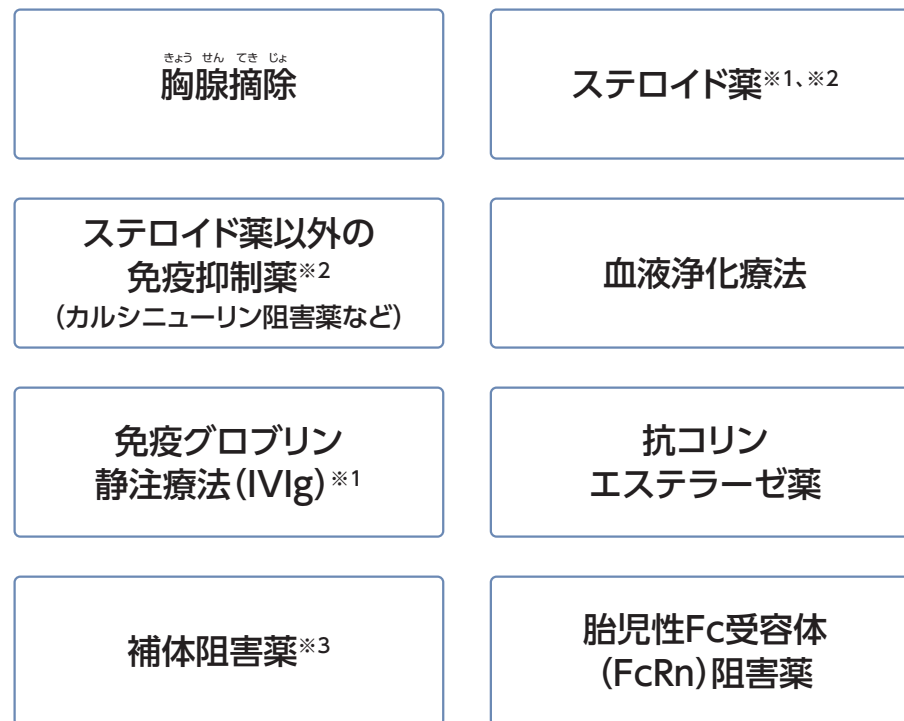 きょう せん てき じょ
胸腺摘除
ステロイド薬※1、※2
ステロイド薬以外の
免疫抑制薬※2
（カルシニューリン阻害薬など）
血液浄化療法
免疫グロブリン
静注療法（IVIg）※1
抗コリン
エステラーゼ薬
補体阻害薬※3
胎児性Fc受容体
（FcRn）阻害薬